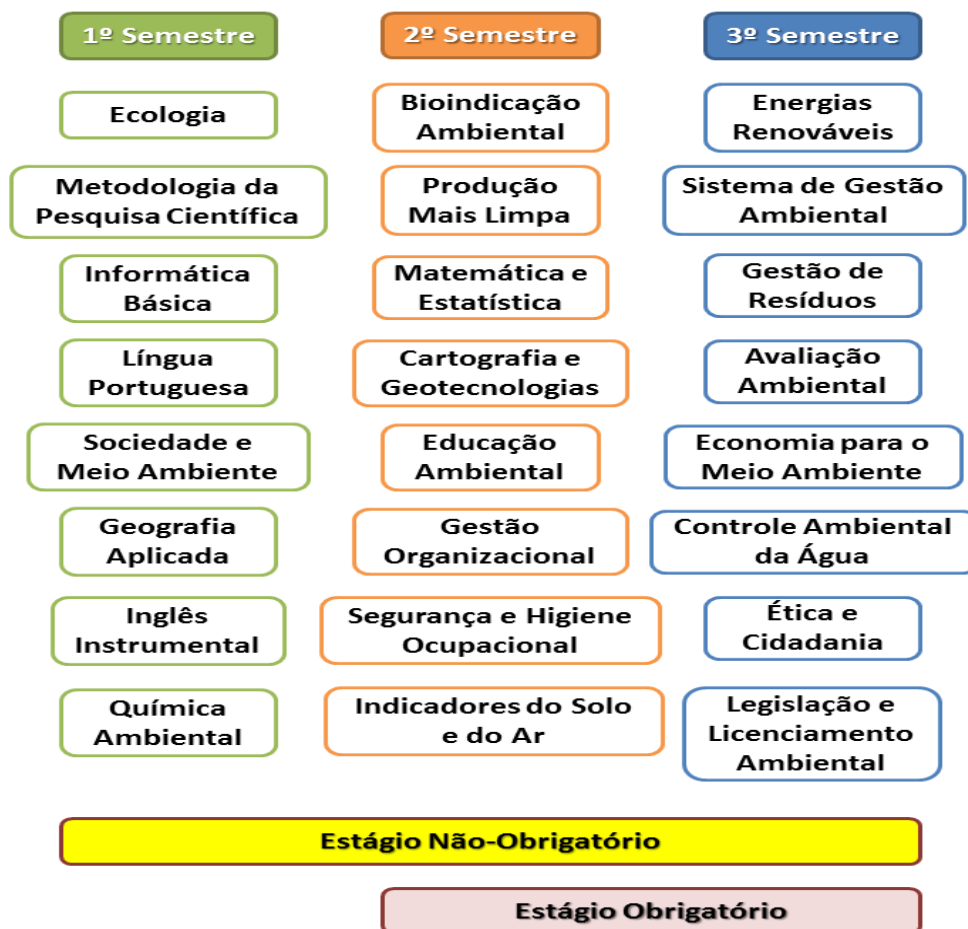 1º Semestre
2º Semestre
3º Semestre
Ecologia
Bioindicação
Ambiental
Energias
Renováveis
Metodologia da
Pesquisa Científica
Produção
Mais Limpa
Sistema de Gestão
Ambiental
Informática
Básica
Matemática e
Estatística
Gestão de
Resíduos
Língua
Portuguesa
Cartografia e
Geotecnologias
Avaliação
Ambiental
Sociedade e
Meio Ambiente
Educação
Ambiental
Economia para o
Meio Ambiente
Geografia
Aplicada
Gestão
Organizacional
Controle Ambiental
da Água
Inglês
Instrumental
Segurança e Higiene
Ocupacional
Ética e
Cidadania
Química
Ambiental
Indicadores do Solo
e do Ar
Legislação e
Licenciamento
Ambiental
Estágio Não-Obrigatório
Estágio Obrigatório